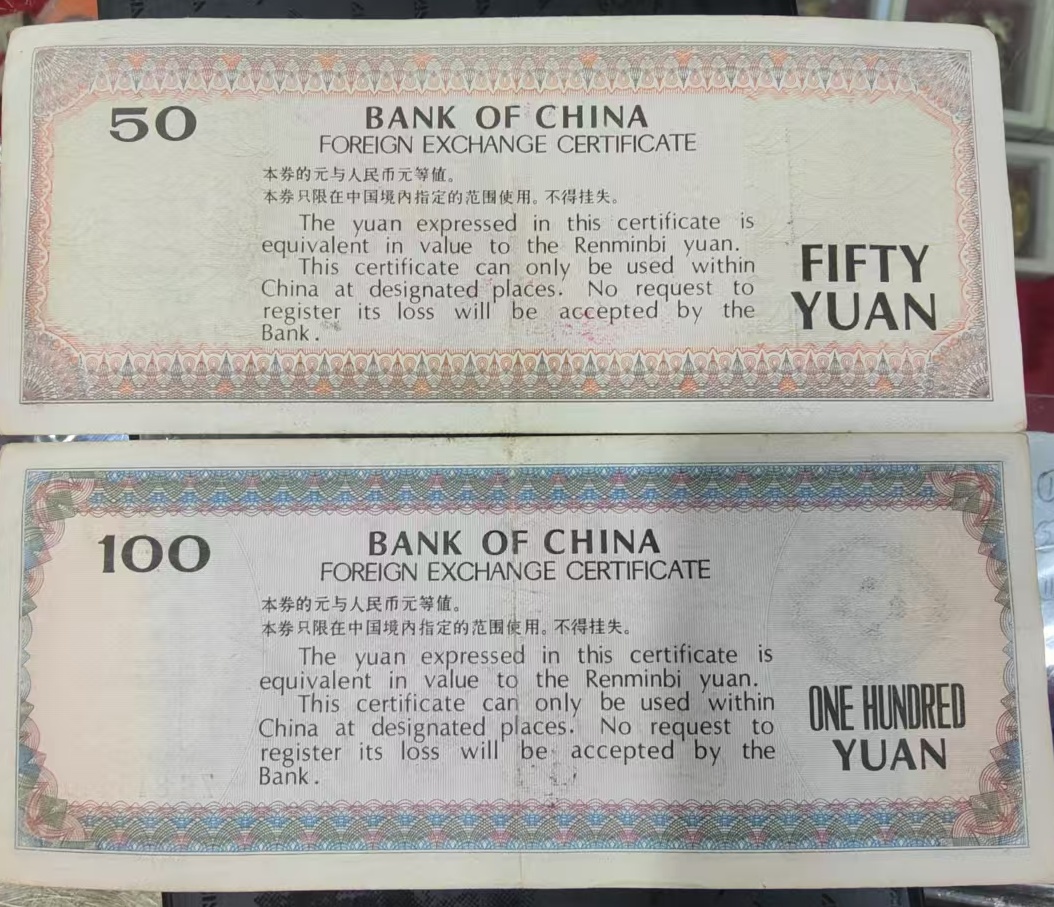 50
BANK OF CHINA
FOREIGN EXCHANGE CERTIFICATE
本券的元与人民币元等値。
本券只限在中国境内指定的范围使用。不得挂失。
The yuan expressed in this certificate is
equivalent in value to the Renminbi yuan.
This certificate can only be used within
China at designated places. No request to
register its loss will be accepted by the
Bank.
FIFTY
YUAN
100
BANK OF CHINA
FOREIGN EXCHANGE CERTIFICATE
本券的元与人民币元等値。
本券只限在中国境内指定的范围使用。不得挂失。
The yuan expressed in this certificate is
equivalent in value to the Renminbi yuan.
This certificate can only be used within
China at designated places. No request to
register its loss will be accepted by the
Bank.
ONE HUNDRED
YUAN